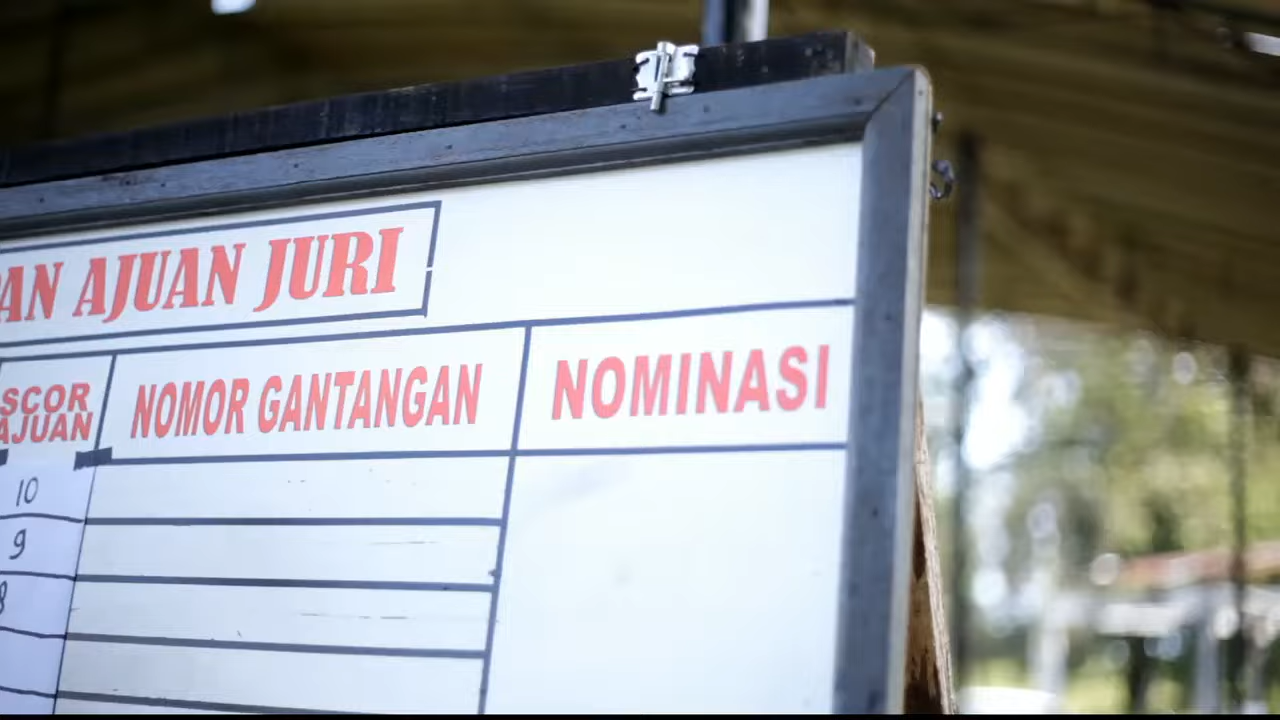 AN AJUAN JURI
SCOR
AJUAN
NOMOR GANTANGAN
NOMINASI
10
9
8